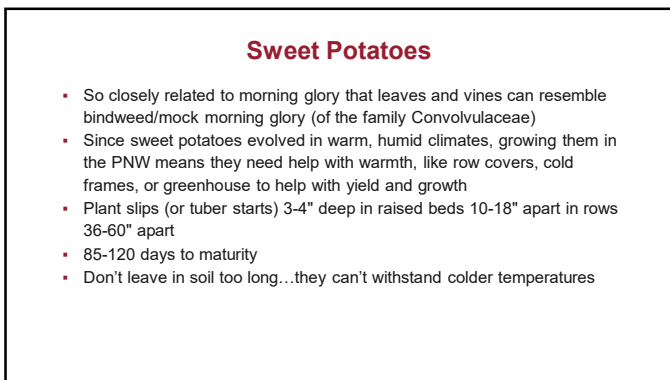 Sweet Potatoes
▪ So closely related to morning glory that leaves and vines can resemble
bindweed/mock morning glory (of the family Convolvulaceae)
▪ Since sweet potatoes evolved in warm, humid climates, growing them in
the PNW means they need help with warmth, like row covers, cold
frames, or greenhouse to help with yield and growth
▪ Plant slips (or tuber starts) 3-4" deep in raised beds 10-18" apart in rows
36-60" apart
▪ 85-120 days to maturity
▪ Don’t leave in soil too long…they can’t withstand colder temperatures